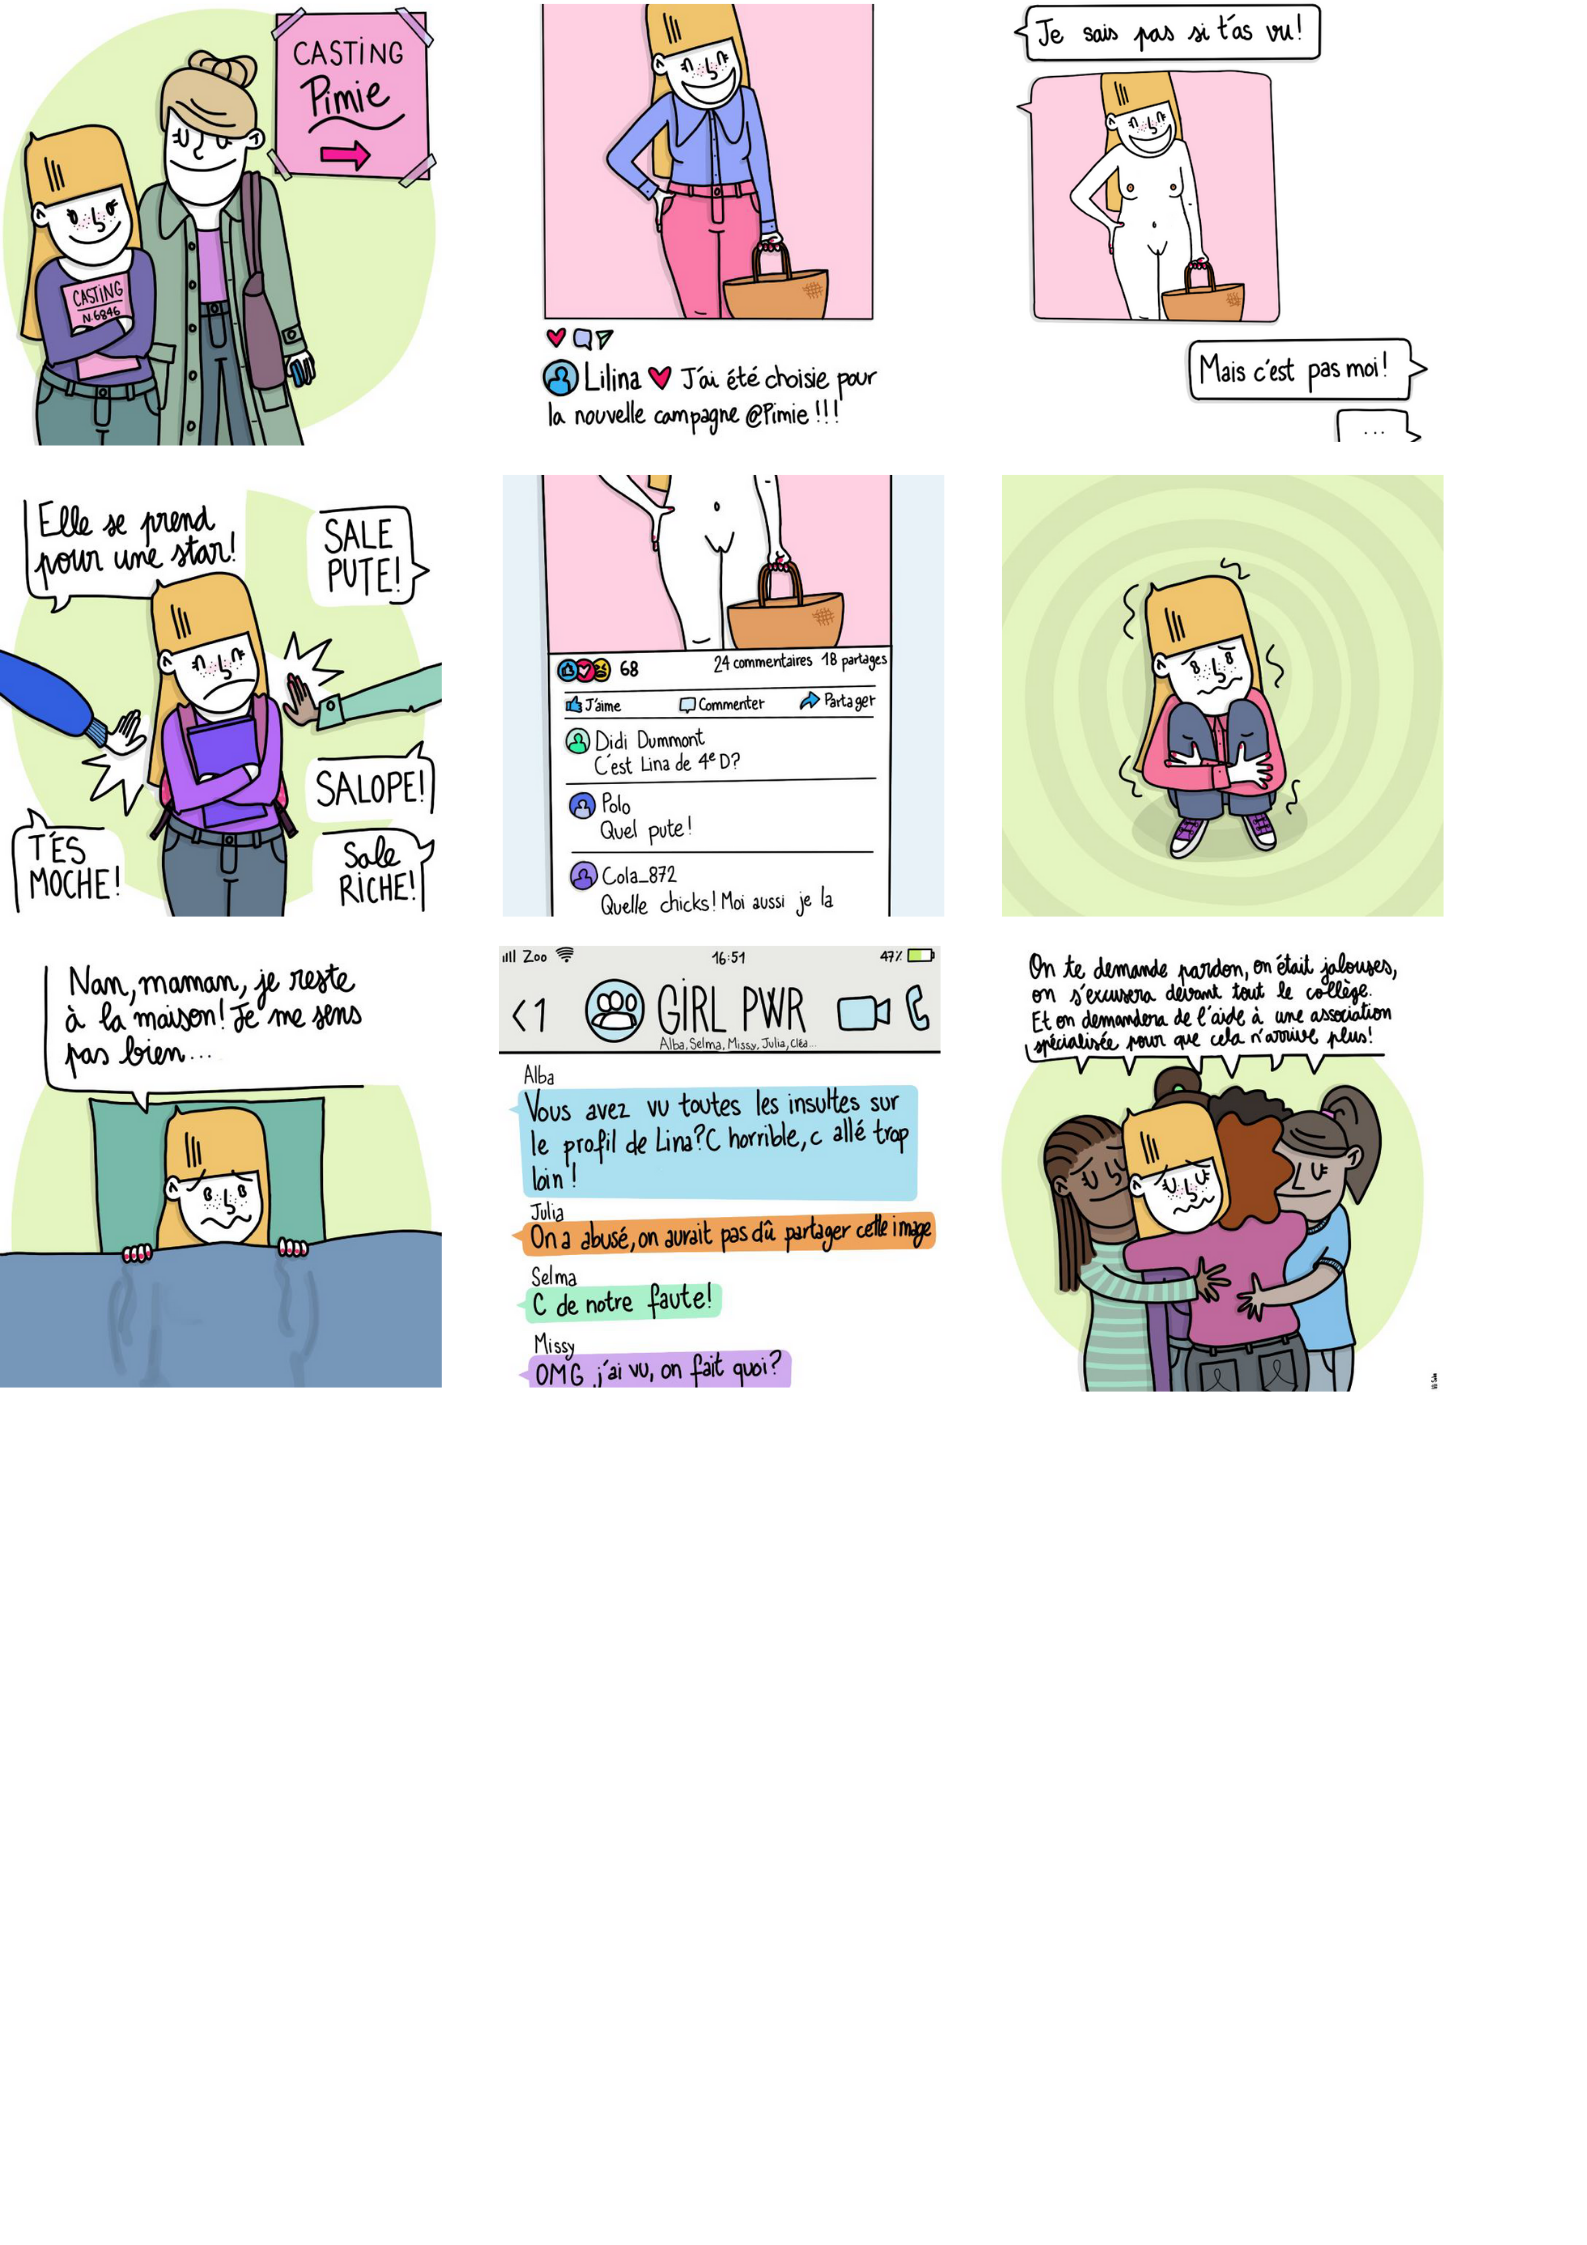 CASTING
Pimie
CASTING
N.6846
Lilina ❤ J'ai été choisie pour
la nouvelle campagne @Pimie !!!
Je sais pas si t'as vu!
Mais c'est pas moi!
...
Elle se prend
pour une star!
SALE
PUTE!
SALOPE!
T'ES
MOCHE!
Sale
RICHE!
68 24 commentaires 18 partages
J'aime Commenter Partager
Didi Dummont
C'est Lina de 4e D?
Polo
Quel pute!
Cola_872
Quelle chicks! Moi aussi je la
Nan, maman, je reste
à la maison! Je me sens
pas bien...
Zoo 16:51 47%
<1 GIRL PWR
Alba, Selma, Missy, Julia, Cléa...
Alba
Vous avez vu toutes les insultes sur
le profil de Lina? C horrible, c allé trop
loin!
Julia
On a abusé, on aurait pas dû partager cette image
Selma
C de notre faute!
Missy
OMG j'ai vu, on fait quoi?
On te demande pardon, on était jalouses,
on s'excusera devant tout le collège.
Et on demandera de l'aide à une association
spécialisée pour que cela n'arrive plus!